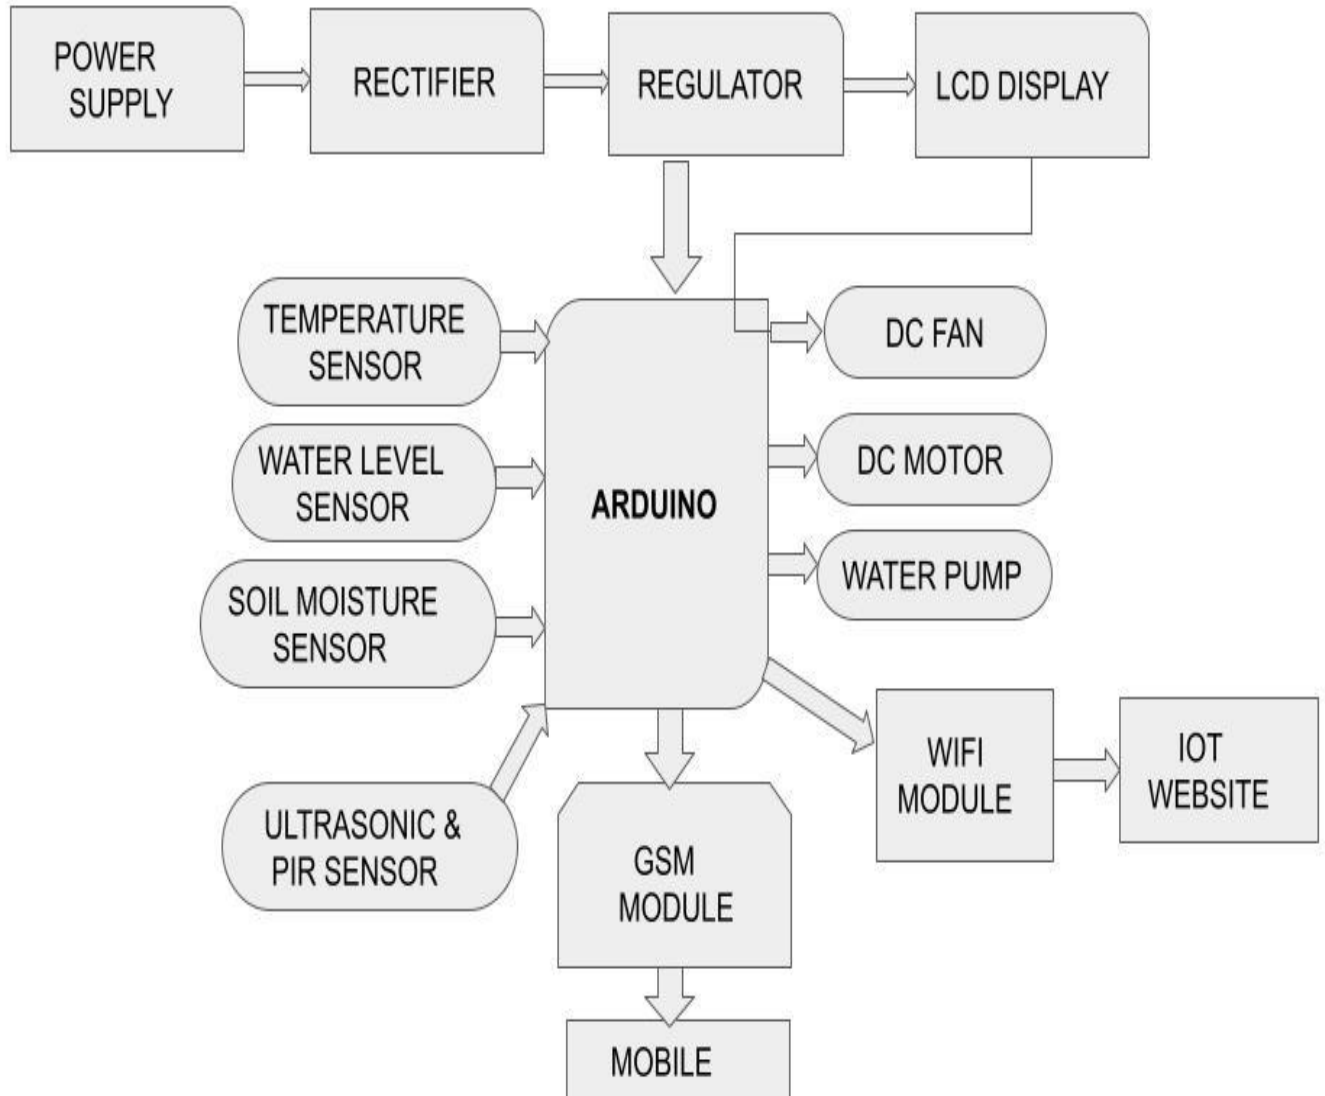 POWER
SUPPLY
RECTIFIER
REGULATOR
LCD DISPLAY
TEMPERATURE
SENSOR
DC FAN
WATER LEVEL
SENSOR
DC MOTOR
ARDUINO
SOIL MOISTURE
SENSOR
WATER PUMP
WIFI
MODULE
IOT
WEBSITE
ULTRASONIC &
PIR SENSOR
GSM
MODULE
MOBILE